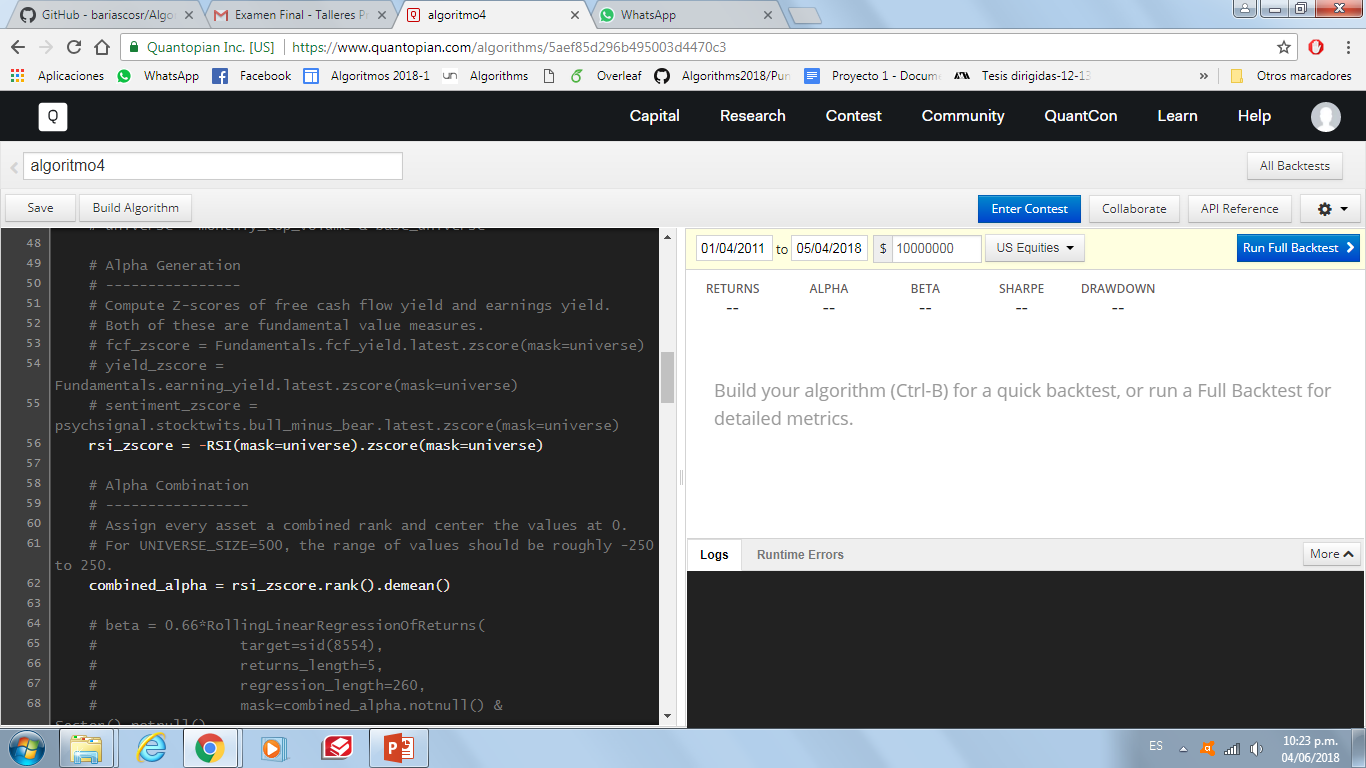 GitHub - bariascosr/Algo
Examen Final - Talleres P
algoritmo4
WhatsApp
Quantopian Inc. [US]
https://www.quantopian.com/algorithms/5aef85d296b495003d4470c3
Aplicaciones
WhatsApp
Facebook
Algoritmos 2018-1
Algorithms
Overleaf
Algorithms2018/Pun
Proyecto 1 - Docum
Tesis dirigidas-12-13
»
Otros marcadores
Q
Capital
Research
Contest
Community
QuantCon
Learn
Help
algoritmo4
All Backtests
Save
Build Algorithm
Enter Contest
Collaborate
API Reference
# universe = monthly_top_volume & base_universe
48
49 # Alpha Generation
50 # ----------------
51 # Compute Z-scores of free cash flow yield and earnings yield.
52 # Both of these are fundamental value measures.
53 # fcf_zscore = Fundamentals.fcf_yield.latest.zscore(mask=universe)
54 # yield_zscore =
Fundamentals.earning_yield.latest.zscore(mask=universe)
55 # sentiment_zscore =
psychsignal.stocktwits.bull_minus_bear.latest.zscore(mask=universe)
56 rsi_zscore = -RSI(mask=universe).zscore(mask=universe)
57
58 # Alpha Combination
59 # -----------------
60 # Assign every asset a combined rank and center the values at 0.
61 # For UNIVERSE_SIZE=500, the range of values should be roughly -250
to 250.
62 combined_alpha = rsi_zscore.rank().demean()
63
64 # beta = 0.66*RollingLinearRegressionOfReturns(
65 # target=sid(8554),
66 # returns_length=5,
67 # regression_length=260,
68 # mask=combined_alpha.notnull() &
Sector().notnull()
01/04/2011 to 05/04/2018 $ 10000000 US Equities
Run Full Backtest
RETURNS ALPHA BETA SHARPE DRAWDOWN
-- -- -- -- --
Build your algorithm (Ctrl-B) for a quick backtest, or run a Full Backtest for
detailed metrics.
Logs
Runtime Errors
More
ES
10:23 p.m.
04/06/2018